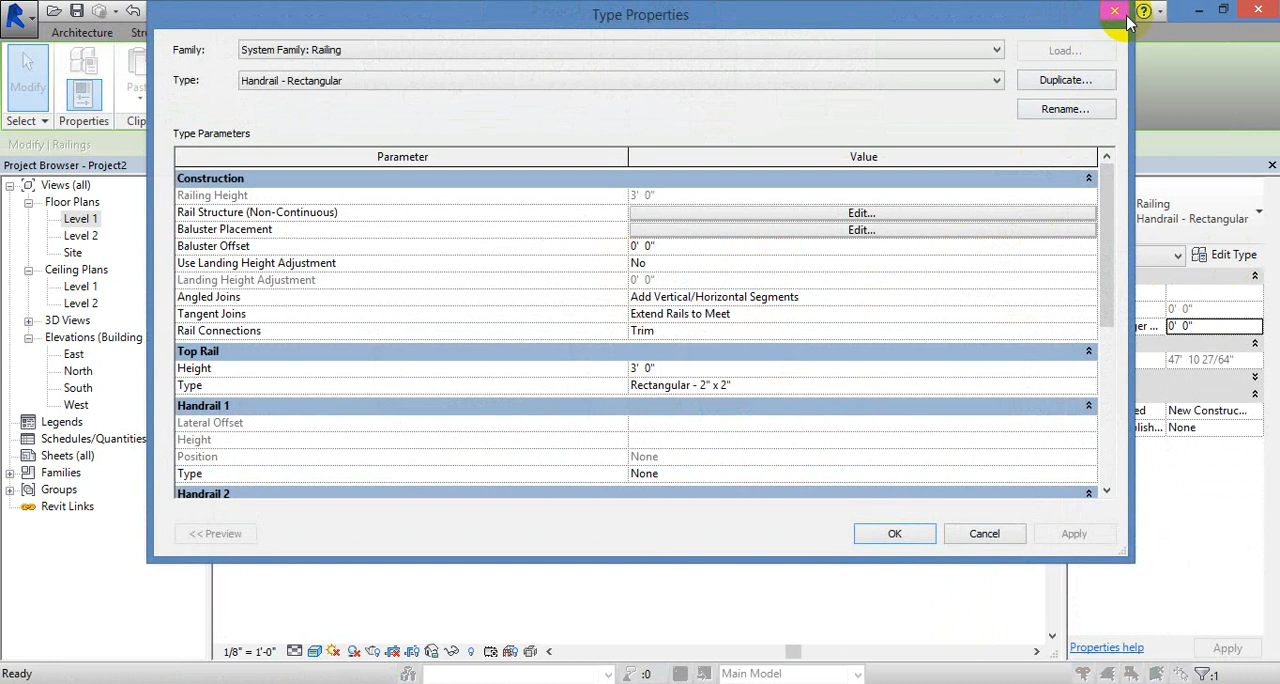 Type Properties
Architecture
Str
Modify
Past
Select
Properties
Clip
Modify | Railings
Project Browser - Project2
Views (all)
Floor Plans
Level 1
Level 2
Site
Ceiling Plans
Level 1
Level 2
3D Views
Elevations (Building
East
North
South
West
Legends
Schedules/Quantities
Sheets (all)
Families
Groups
Revit Links
Family:
System Family: Railing
Load...
Type:
Handrail - Rectangular
Duplicate...
Rename...
Type Parameters
Parameter
Value
Construction
Railing Height
3' 0"
Rail Structure (Non-Continuous)
Edit...
Baluster Placement
Edit...
Baluster Offset
0' 0"
Use Landing Height Adjustment
No
Landing Height Adjustment
0' 0"
Angled Joins
Add Vertical/Horizontal Segments
Tangent Joins
Extend Rails to Meet
Rail Connections
Trim
Top Rail
Height
3' 0"
Type
Rectangular - 2" x 2"
Handrail 1
Lateral Offset
Height
Position
None
Type
None
Handrail 2
<< Preview
OK
Cancel
Apply
Railing
Handrail - Rectangular
Edit Type
0' 0"
ger ...
0' 0"
47' 10 27/64"
ed
New Construc...
olish...
None
Properties help
Apply
1/8" = 1'-0"
Ready
:0
Main Model
:1